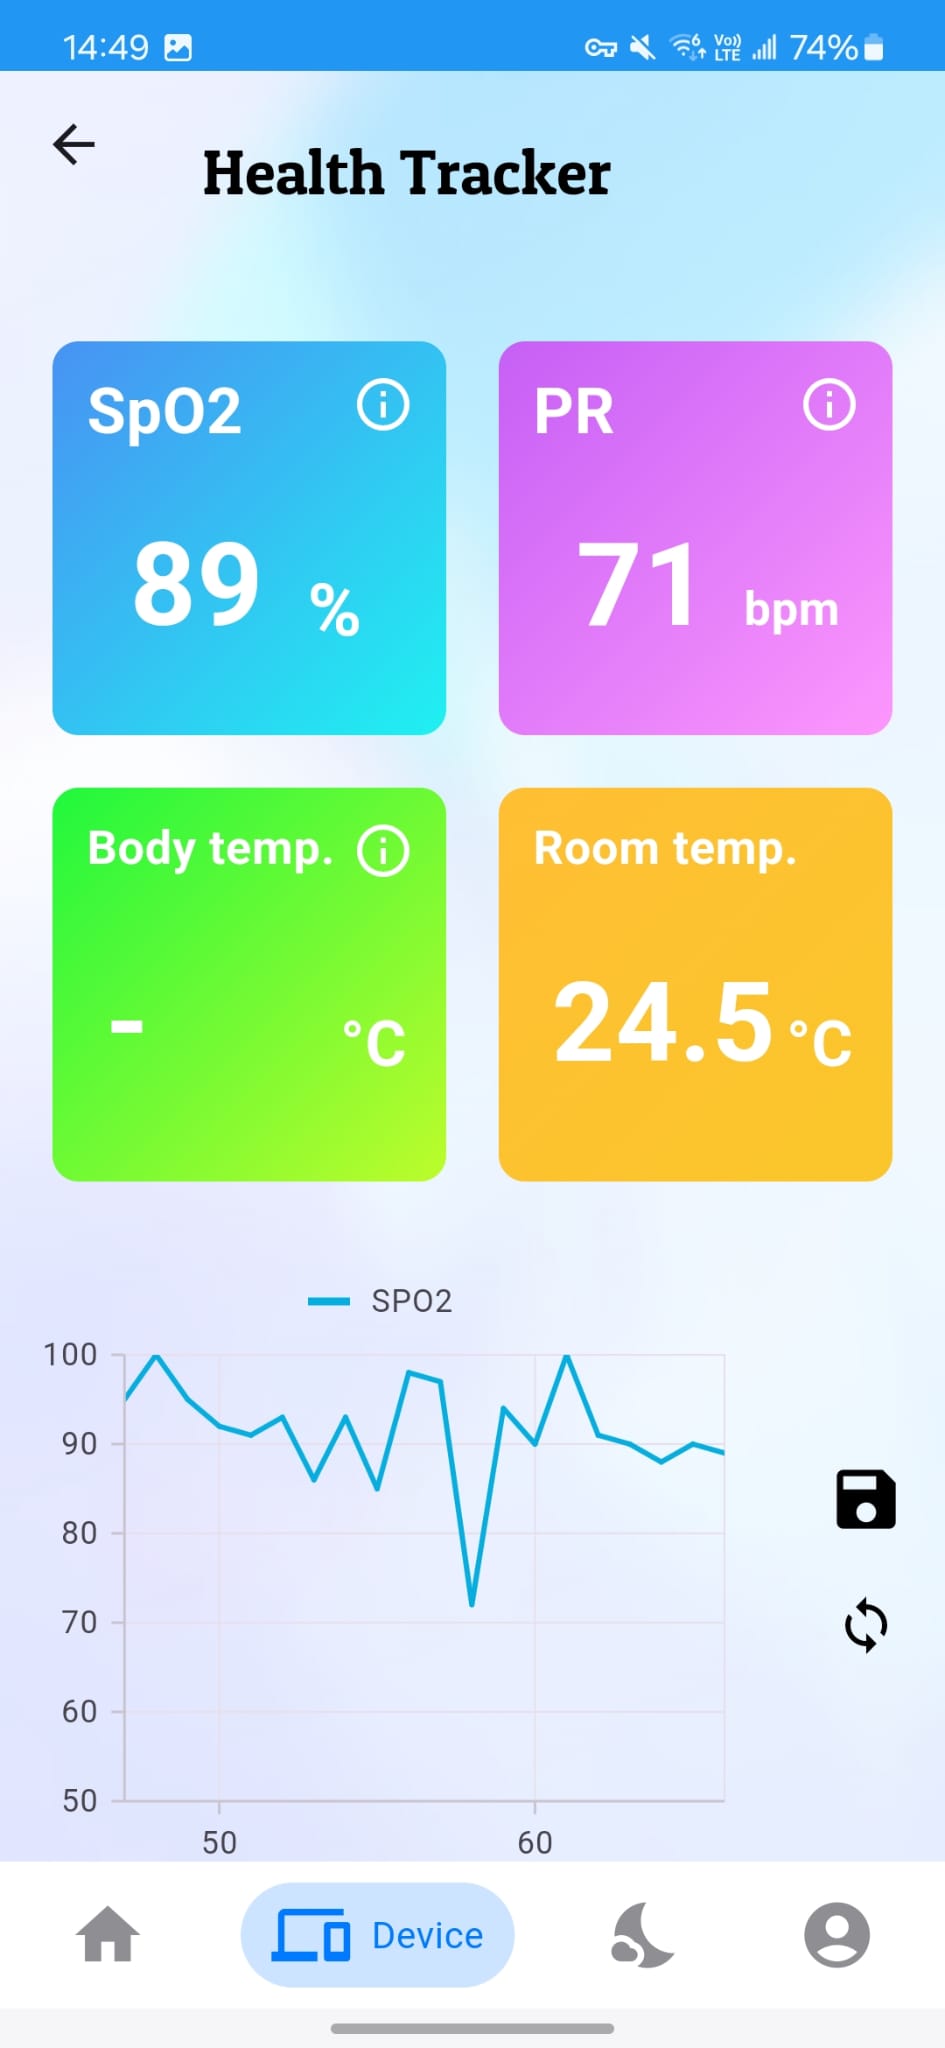 14:49 6 Vo)) LTE 74%
Health Tracker
SpO2 i PR i
89 % 71 bpm
Body temp. i Room temp.
- °C 24.5 °C
SPO2
100
90
80
70
60
50
50 60
Device